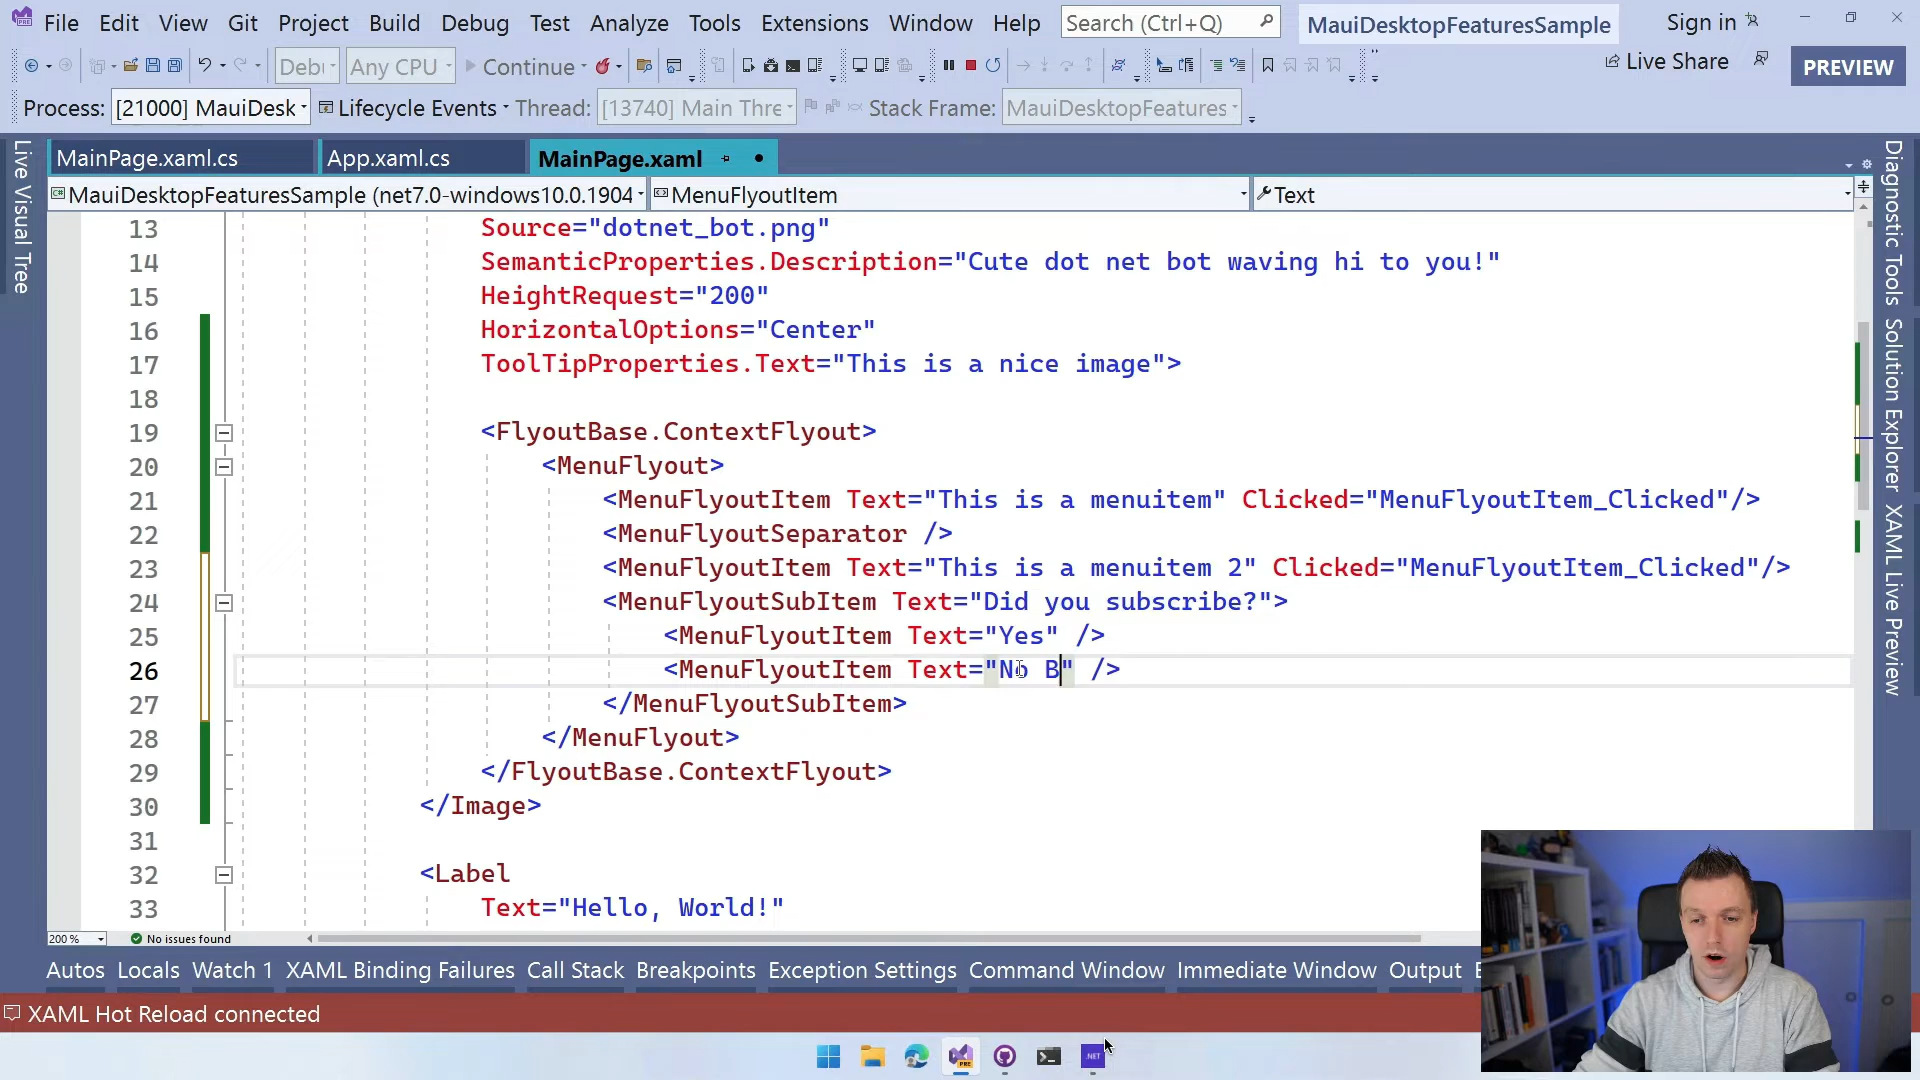 File Edit View Git Project Build Debug Test Analyze Tools Extensions Window Help Search (Ctrl+Q) MauiDesktopFeaturesSample Sign in
Debu Any CPU Continue Live Share PREVIEW
Process: [21000] MauiDesk Lifecycle Events Thread: [13740] Main Thre Stack Frame: MauiDesktopFeatures
MainPage.xaml.cs App.xaml.cs MainPage.xaml
MauiDesktopFeaturesSample (net7.0-windows10.0.1904 MenuFlyoutItem Text
Live Visual Tree
13 Source="dotnet_bot.png"
14 SemanticProperties.Description="Cute dot net bot waving hi to you!"
15 HeightRequest="200"
16 HorizontalOptions="Center"
17 ToolTipProperties.Text="This is a nice image">
18
19 <FlyoutBase.ContextFlyout>
20 <MenuFlyout>
21 <MenuFlyoutItem Text="This is a menuitem" Clicked="MenuFlyoutItem_Clicked"/>
22 <MenuFlyoutSeparator />
23 <MenuFlyoutItem Text="This is a menuitem 2" Clicked="MenuFlyoutItem_Clicked"/>
24 <MenuFlyoutSubItem Text="Did you subscribe?">
25 <MenuFlyoutItem Text="Yes" />
26 <MenuFlyoutItem Text="No B" />
27 </MenuFlyoutSubItem>
28 </MenuFlyout>
29 </FlyoutBase.ContextFlyout>
30 </Image>
31
32 <Label
33 Text="Hello, World!"
Diagnostic Tools
Solution Explorer
XAML Live Preview
200 % No issues found
Autos Locals Watch 1 XAML Binding Failures Call Stack Breakpoints Exception Settings Command Window Immediate Window Output
XAML Hot Reload connected
PRE .NET